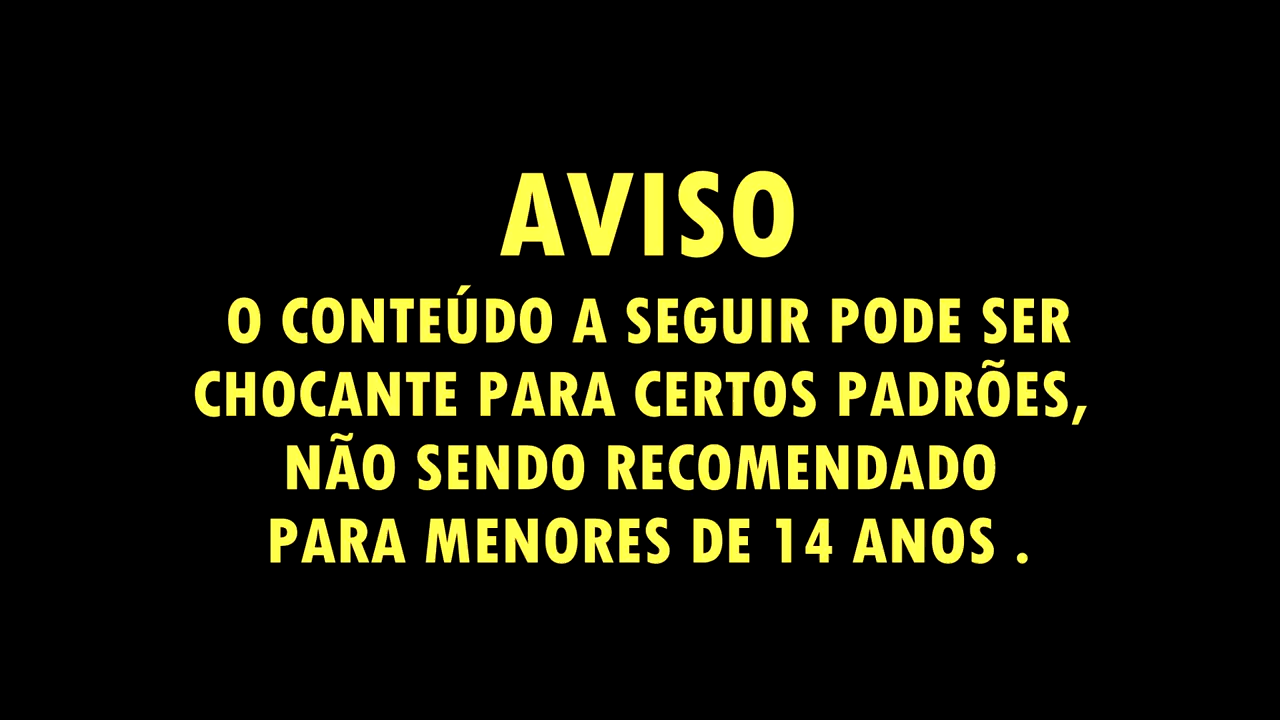 AVISO
O CONTEÚDO A SEGUIR PODE SER
CHOCANTE PARA CERTOS PADRÕES,
NÃO SENDO RECOMENDADO
PARA MENORES DE 14 ANOS .